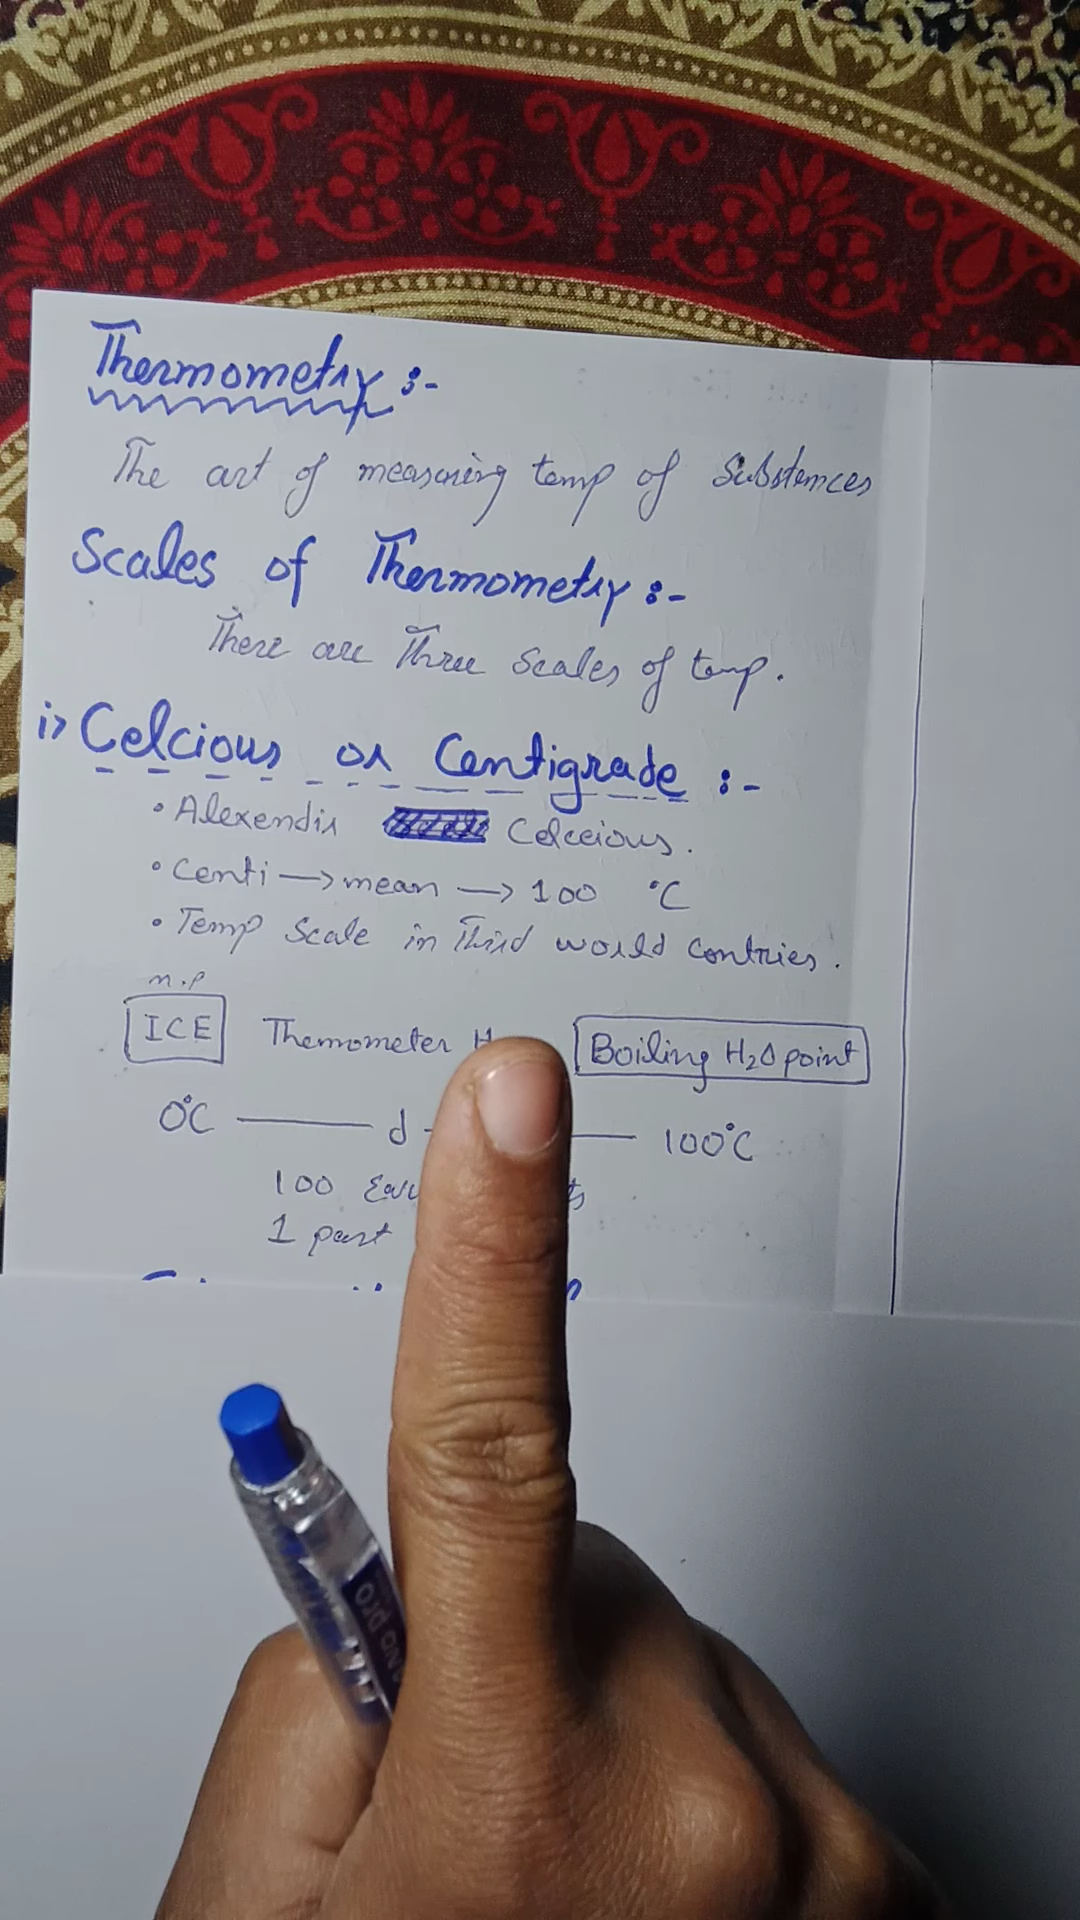 Thermometry :-
The art of measuring temp of Substences
Scales of Thermometry :-
There are Three Scales of temp.
i> Celcious or Centigrade :-
• Alexendir Celceious.
• Centi → mean → 100 °C
• Temp Scale in Third world Contries.
m.p
ICE Themometer H Boiling H₂O point
0°C d 100°C
100
1 part
pro